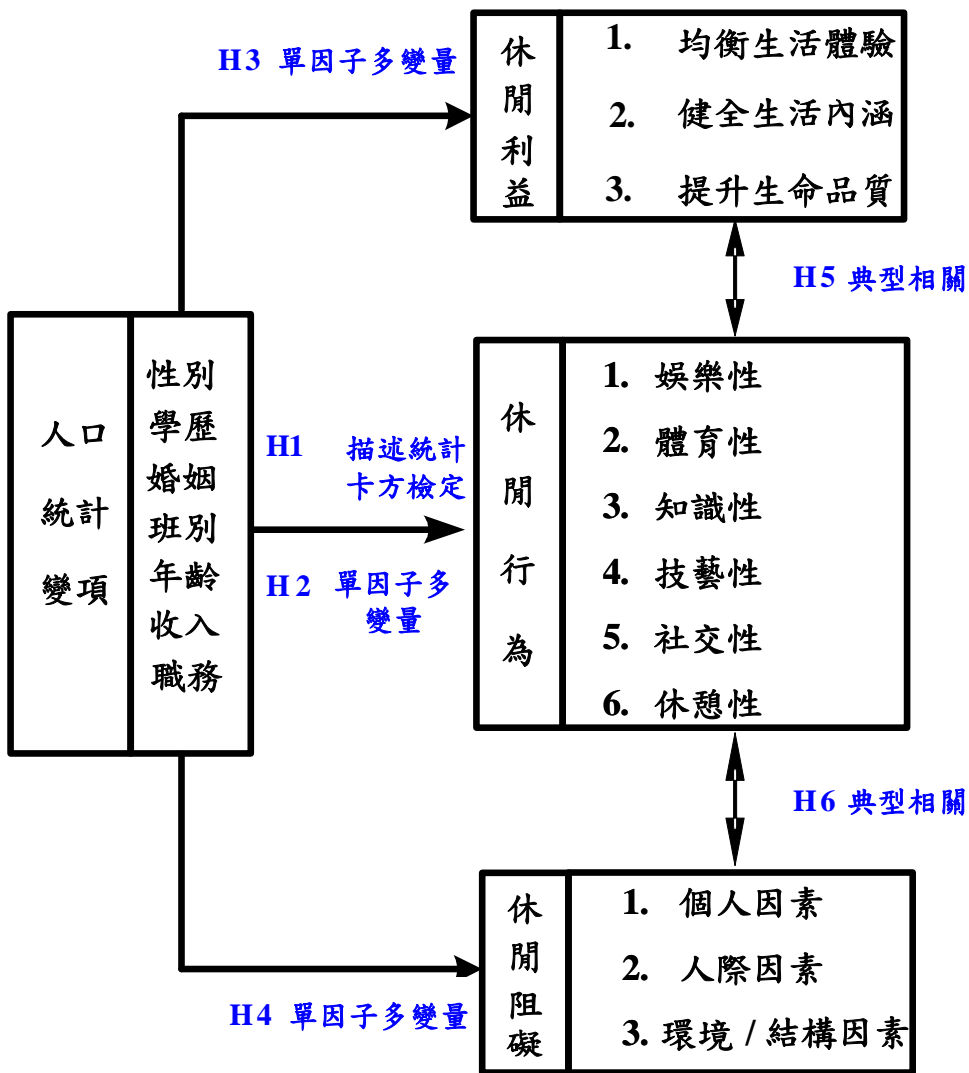 H3 單因子多變量
休閒利益
1. 均衡生活體驗
2. 健全生活內涵
3. 提升生命品質
H5 典型相關
人口
統計
變項
性別
學歷
婚姻
班別
年齡
收入
職務
H1 描述統計
卡方檢定
H2 單因子多
變量
休閒行為
1. 娛樂性
2. 體育性
3. 知識性
4. 技藝性
5. 社交性
6. 休憩性
H6 典型相關
H4 單因子多變量
休閒阻礙
1. 個人因素
2. 人際因素
3. 環境 / 結構因素